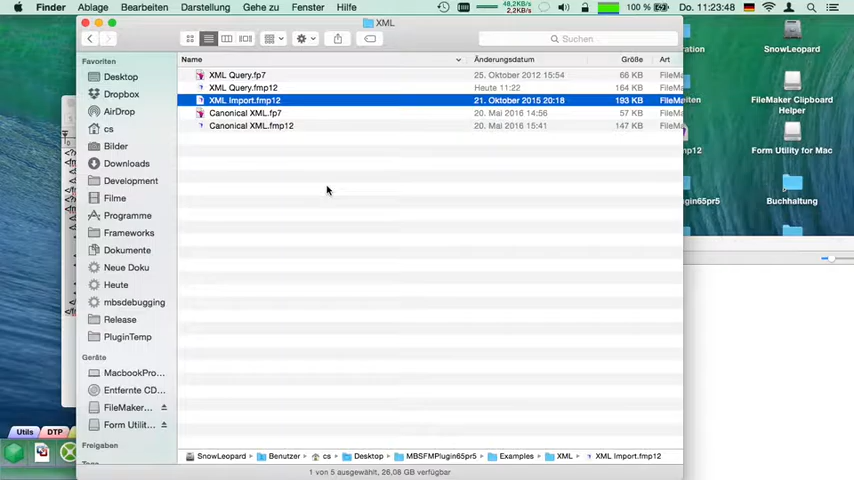 Finder Ablage Bearbeiten Darstellung Gehe zu Fenster Hilfe 48,2KB/s 2,2KB/s 100 % Do. 11:23:48
XML
Suchen
Favoriten
Desktop
Dropbox
AirDrop
cs
Bilder
Downloads
Development
Filme
Programme
Frameworks
Dokumente
Neue Doku
Heute
mbsdebugging
Release
PluginTemp
Geräte
MacbookPro...
Entfernte CD...
FileMaker...
Form Utilit...
Freigaben
Name Änderungsdatum Größe Art
XML Query.fp7 25. Oktober 2012 15:54 66 KB FileMa
XML Query.fmp12 Heute 11:22 164 KB FileMa
XML Import.fmp12 21. Oktober 2015 20:18 193 KB FileMa
Canonical XML.fp7 20. Mai 2016 14:56 57 KB FileMa
Canonical XML.fmp12 20. Mai 2016 15:41 147 KB FileMa
SnowLeopard Benutzer cs Desktop MBSFMPlugin65pr5 Examples XML XML Import.fmp12
1 von 5 ausgewählt, 26,08 GB verfügbar
SnowLeopard
FileMaker Clipboard
Helper
Form Utility for Mac
Buchhaltung
Utils DTP